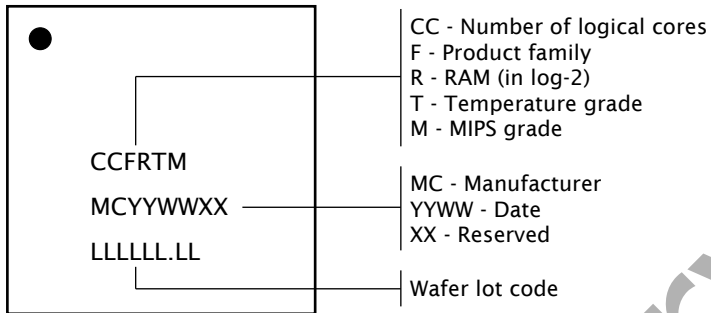 CC - Number of logical cores
F - Product family
R - RAM (in log-2)
T - Temperature grade
M - MIPS grade
CCFRTM
MCYYWWXX
LLLLLL.LL
MC - Manufacturer
YYWW - Date
XX - Reserved
Wafer lot code